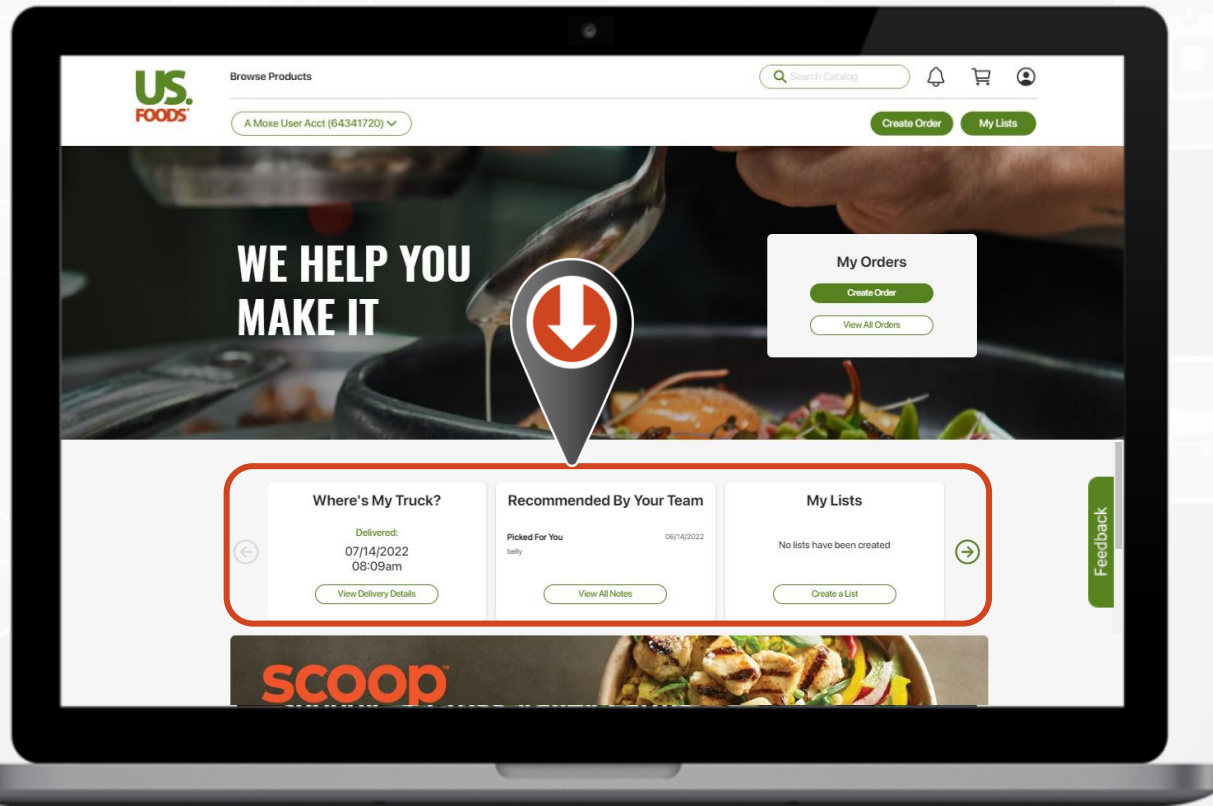 US.
FOODS
Browse Products
Search Catalog
A Moxe User Acct (64341720)
Create Order
My Lists
WE HELP YOU
MAKE IT
My Orders
Create Order
View All Orders
Where's My Truck?
Delivered:
07/14/2022
08:09am
View Delivery Details
Recommended By Your Team
Picked For You 06/14/2022
belly
View All Notes
My Lists
No lists have been created
Create a List
Feedback
scoop™